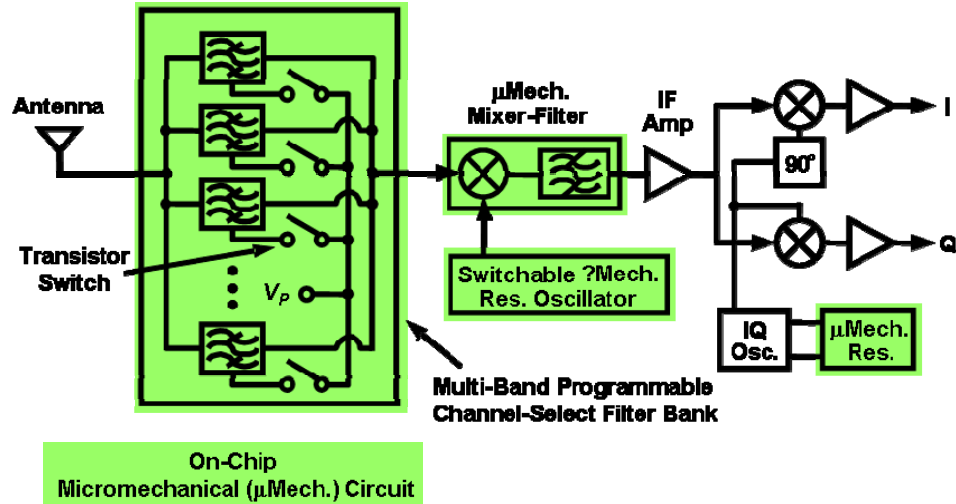 Antenna
Transistor
Switch
V_P
Multi-Band Programmable
Channel-Select Filter Bank
On-Chip
Micromechanical (μMech.) Circuit
μMech.
Mixer-Filter
Switchable ?Mech.
Res. Oscillator
IF
Amp
90°
I
Q
IQ
Osc.
μMech.
Res.